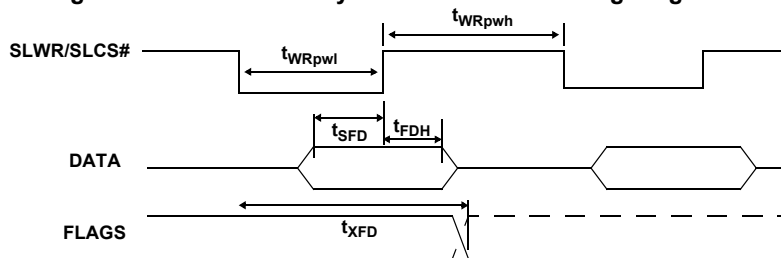 tWRpwh
SLWR/SLCS#
tWRpwl
tSFD
tFDH
DATA
tXFD
FLAGS